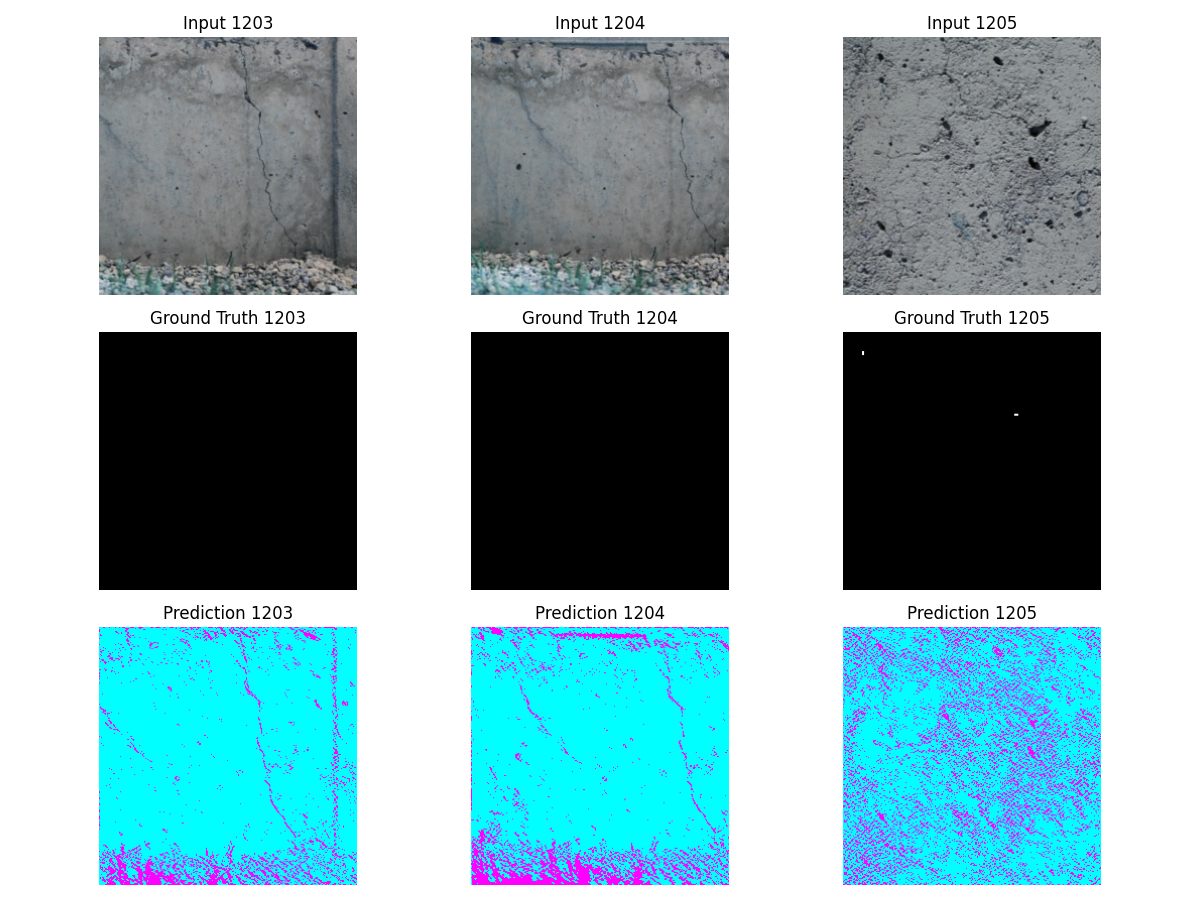 Input 1203
Input 1204
Input 1205
Ground Truth 1203
Ground Truth 1204
Ground Truth 1205
Prediction 1203
Prediction 1204
Prediction 1205